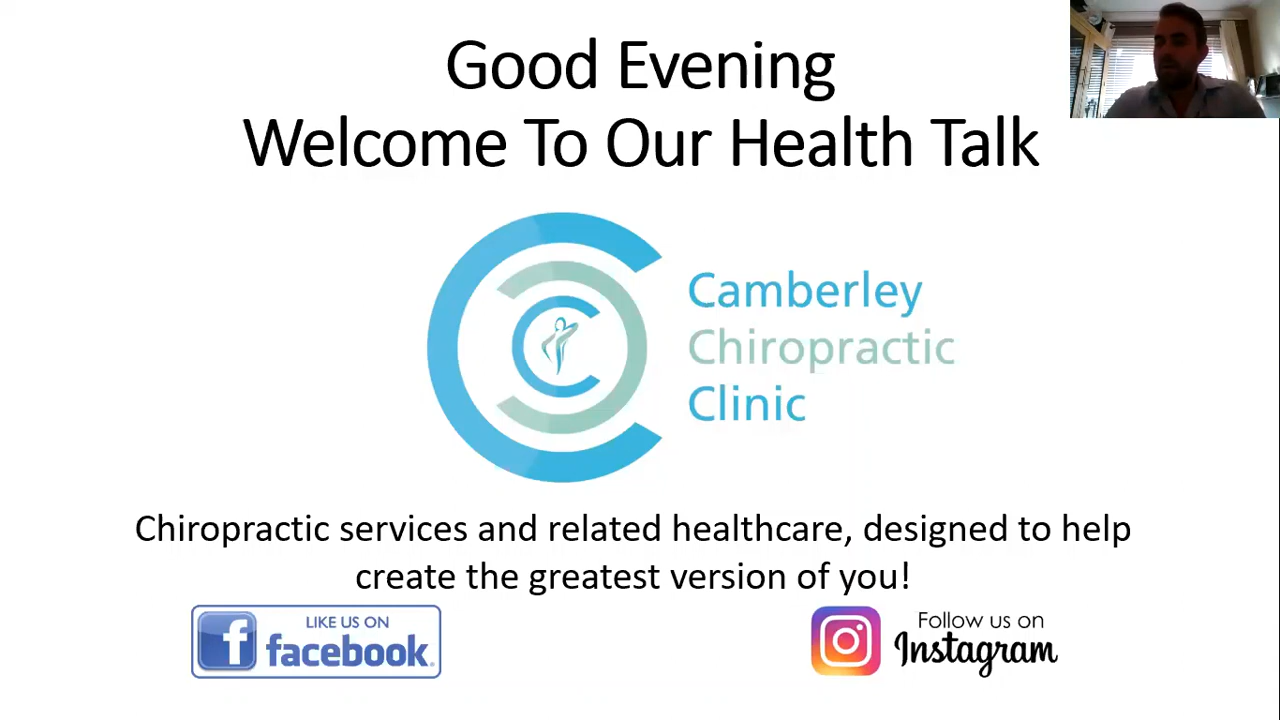 Good Evening
Welcome To Our Health Talk
Camberley
Chiropractic
Clinic
Chiropractic services and related healthcare, designed to help
create the greatest version of you!
LIKE US ON
facebook.
Follow us on
Instagram